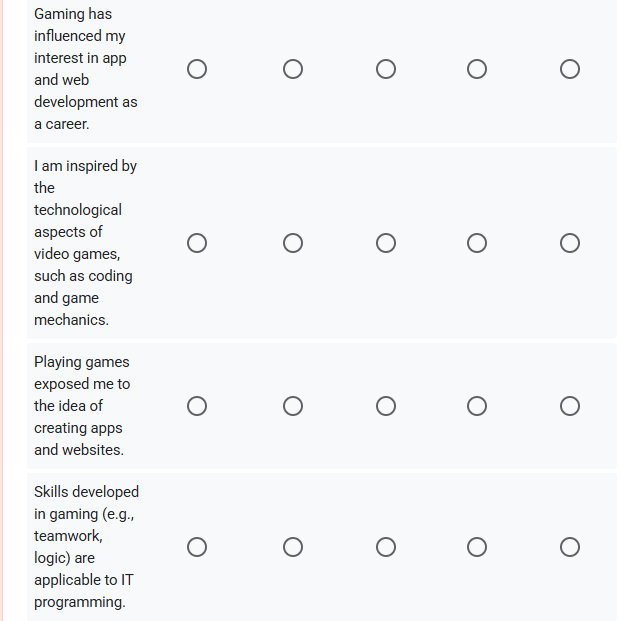 Gaming has
influenced my
interest in app
and web
development as
a career.
I am inspired by
the
technological
aspects of
video games,
such as coding
and game
mechanics.
Playing games
exposed me to
the idea of
creating apps
and websites.
Skills developed
in gaming (e.g.,
teamwork,
logic) are
applicable to IT
programming.